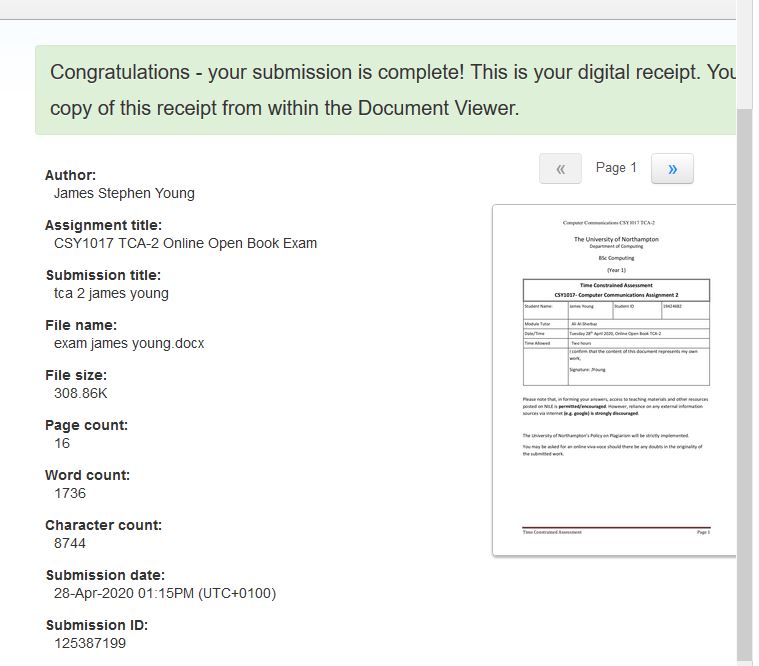 Congratulations - your submission is complete! This is your digital receipt. You
copy of this receipt from within the Document Viewer.
Author:
James Stephen Young
Assignment title:
CSY1017 TCA-2 Online Open Book Exam
Submission title:
tca 2 james young
File name:
exam james young.docx
File size:
308.86K
Page count:
16
Word count:
1736
Character count:
8744
Submission date:
28-Apr-2020 01:15PM (UTC+0100)
Submission ID:
125387199
« Page 1 »
Computer Communications CSY1017 TCA-2
The University of Northampton
Department of Computing
BSc Computing
(Year 1)
Time Constrained Assessment
CSY1017- Computer Communications Assignment 2
Student Name: James Young Student ID 19424682
Module Tutor Ali Al-Sherbaz
Date/Time Tuesday 28th April 2020, Online Open Book TCA-2
Time Allowed Two hours
I confirm that the content of this document represents my own
work,
Signature: JYoung
Please note that, in forming your answers, access to teaching materials and other resources
posted on NILE is permitted/encouraged. However, reliance on any external information
sources via internet (e.g. google) is strongly discouraged.
The University of Northampton's Policy on Plagiarism will be strictly implemented.
You may be asked for an online viva-voce should there be any doubts in the originality of
the submitted work.
Time Constrained Assessment Page 1